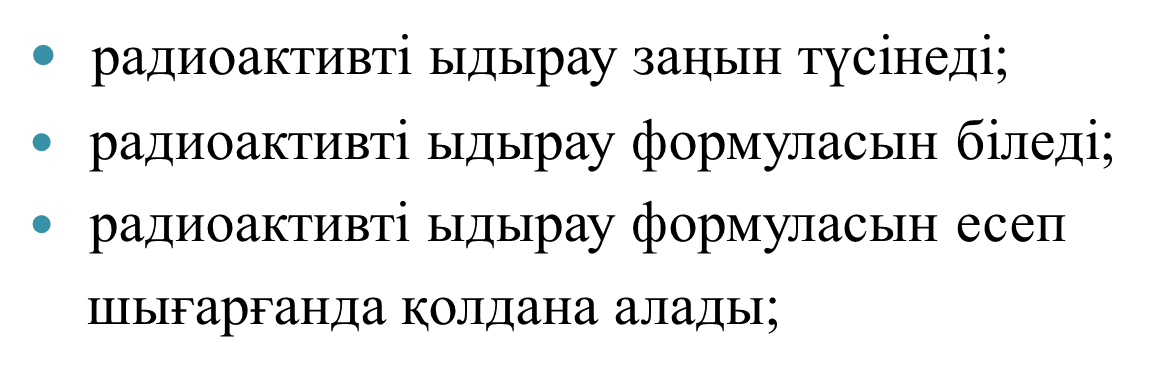 • радиоактивті ыдырау заңын түсінеді;
• радиоактивті ыдырау формуласын біледі;
• радиоактивті ыдырау формуласын есеп
шығарғанда қолдана алады;